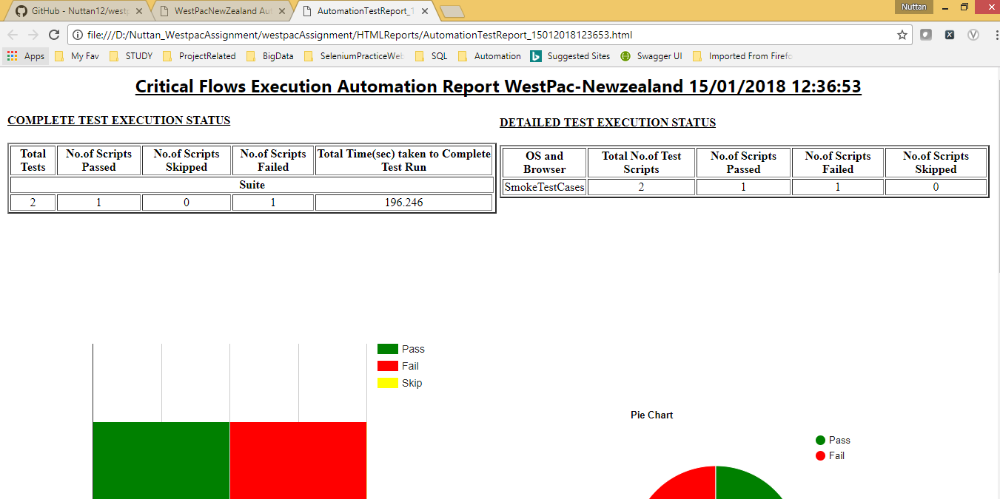 GitHub - Nuttan12/westp
WestPacNewZealand Aut
AutomationTestReport_1
Nuttan
file:///D:/Nuttan_WestpacAssignment/westpacAssignment/HTMLReports/AutomationTestReport_15012018123653.html
Apps
My Fav
STUDY
ProjectRelated
BigData
SeleniumPracticeWeb
SQL
Automation
Suggested Sites
Swagger UI
Imported From Firefo
Critical Flows Execution Automation Report WestPac-Newzealand 15/01/2018 12:36:53
COMPLETE TEST EXECUTION STATUS
Total Tests No.of Scripts Passed No.of Scripts Skipped No.of Scripts Failed Total Time(sec) taken to Complete Test Run
Suite
2 1 0 1 196.246
DETAILED TEST EXECUTION STATUS
OS and Browser Total No.of Test Scripts No.of Scripts Passed No.of Scripts Failed No.of Scripts Skipped
SmokeTestCases 2 1 1 0
Pass
Fail
Skip
Pie Chart
Pass
Fail